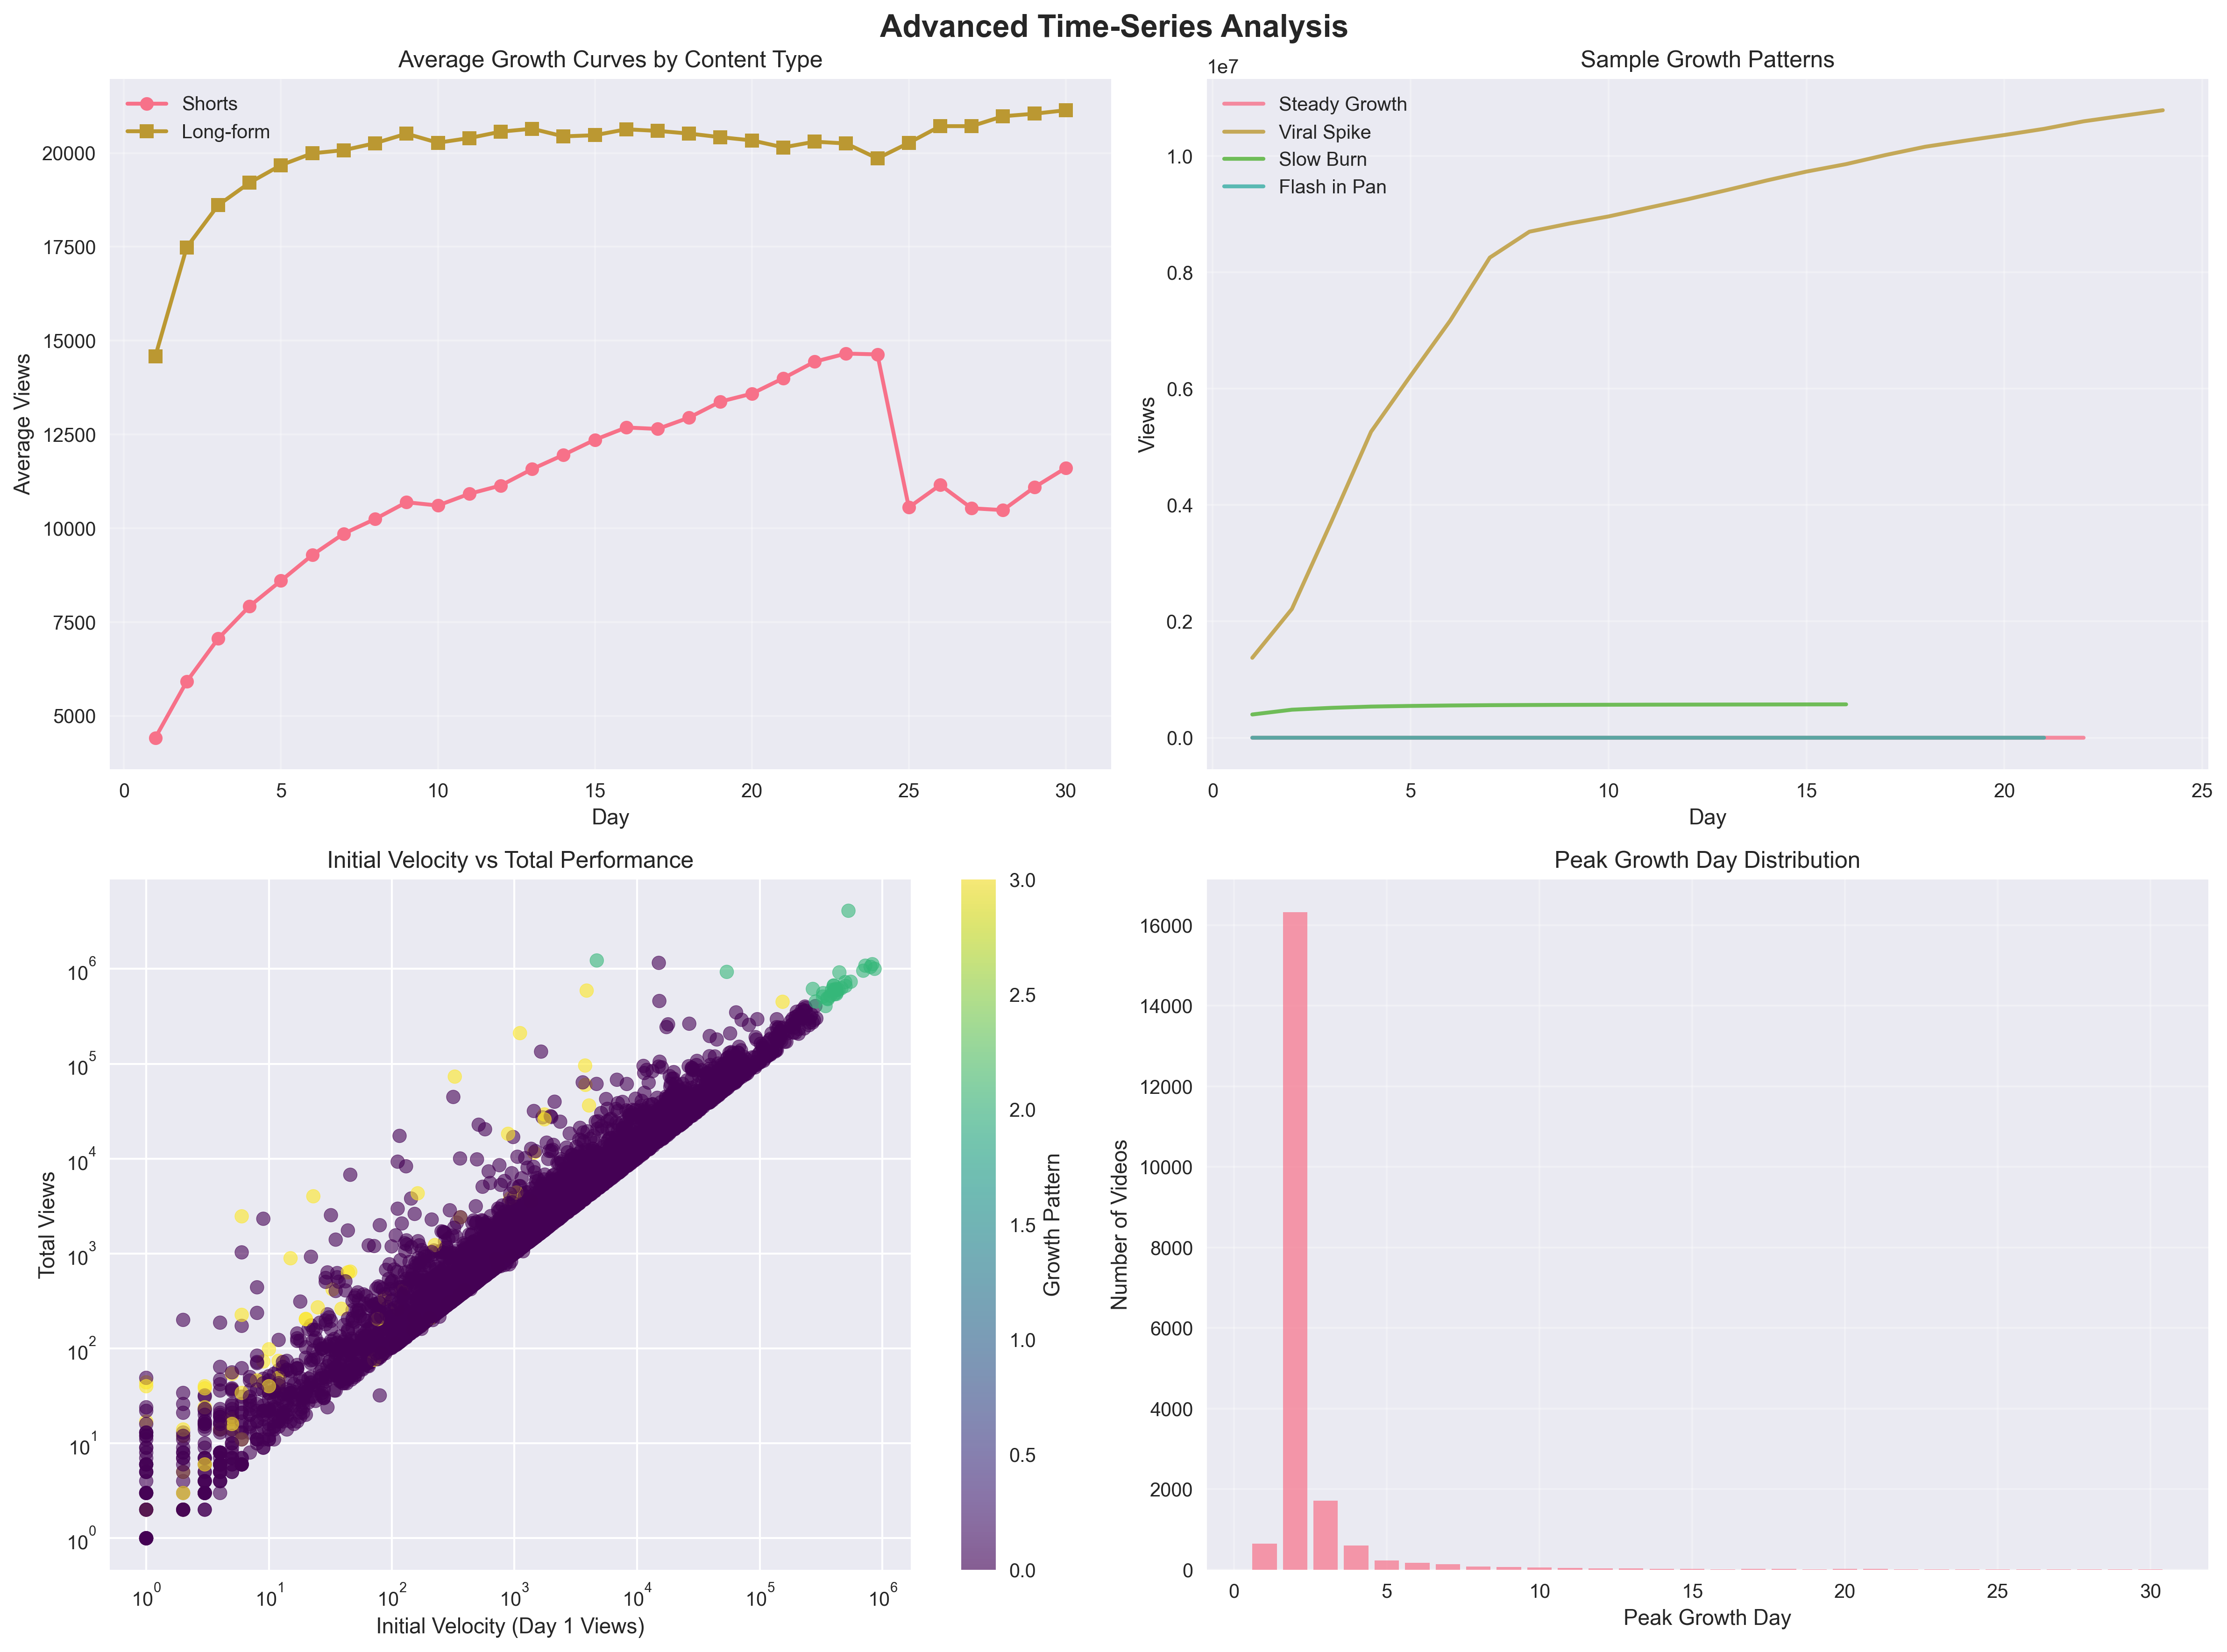 Advanced Time-Series Analysis
Average Growth Curves by Content Type
Shorts
Long-form
20000
17500
15000
12500
10000
7500
5000
Average Views
0 5 10 15 20 25 30
Day
Sample Growth Patterns
1e7
Steady Growth
Viral Spike
Slow Burn
Flash in Pan
1.0
0.8
0.6
0.4
0.2
0.0
Views
0 5 10 15 20 25
Day
Initial Velocity vs Total Performance
10^6
10^5
10^4
10^3
10^2
10^1
10^0
Total Views
10^0 10^1 10^2 10^3 10^4 10^5 10^6
Initial Velocity (Day 1 Views)
3.0
2.5
2.0
1.5
1.0
0.5
0.0
Growth Pattern
Peak Growth Day Distribution
16000
14000
12000
10000
8000
6000
4000
2000
0
Number of Videos
0 5 10 15 20 25 30
Peak Growth Day